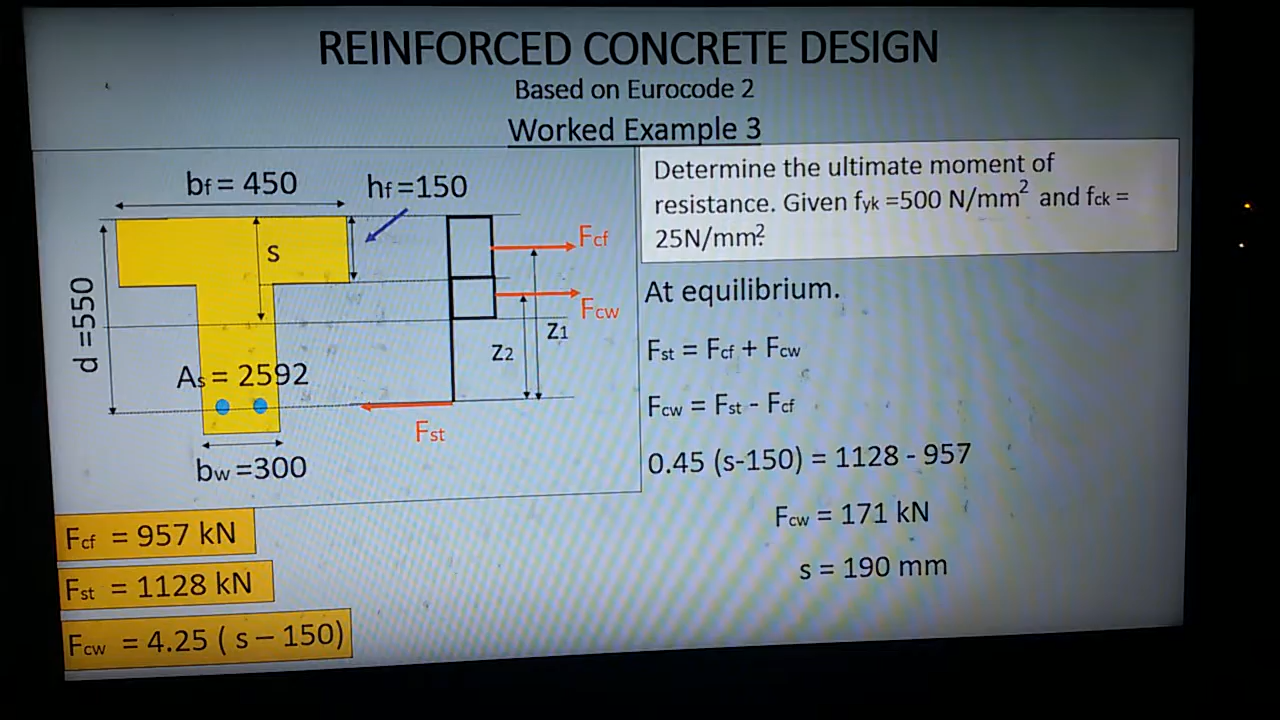 REINFORCED CONCRETE DESIGN
Based on Eurocode 2
Worked Example 3
bf = 450
hf =150
s
d =550
As = 2592
bw =300
Fcf
Fcw
Z1
Z2
Fst
Determine the ultimate moment of
resistance. Given fyk =500 N/mm² and fck =
25N/mm².
At equilibrium.
Fst = Fcf + Fcw
Fcw = Fst - Fcf
0.45 (s-150) = 1128 - 957
Fcw = 171 kN
s = 190 mm
Fcf = 957 kN
Fst = 1128 kN
Fcw = 4.25 ( s – 150)